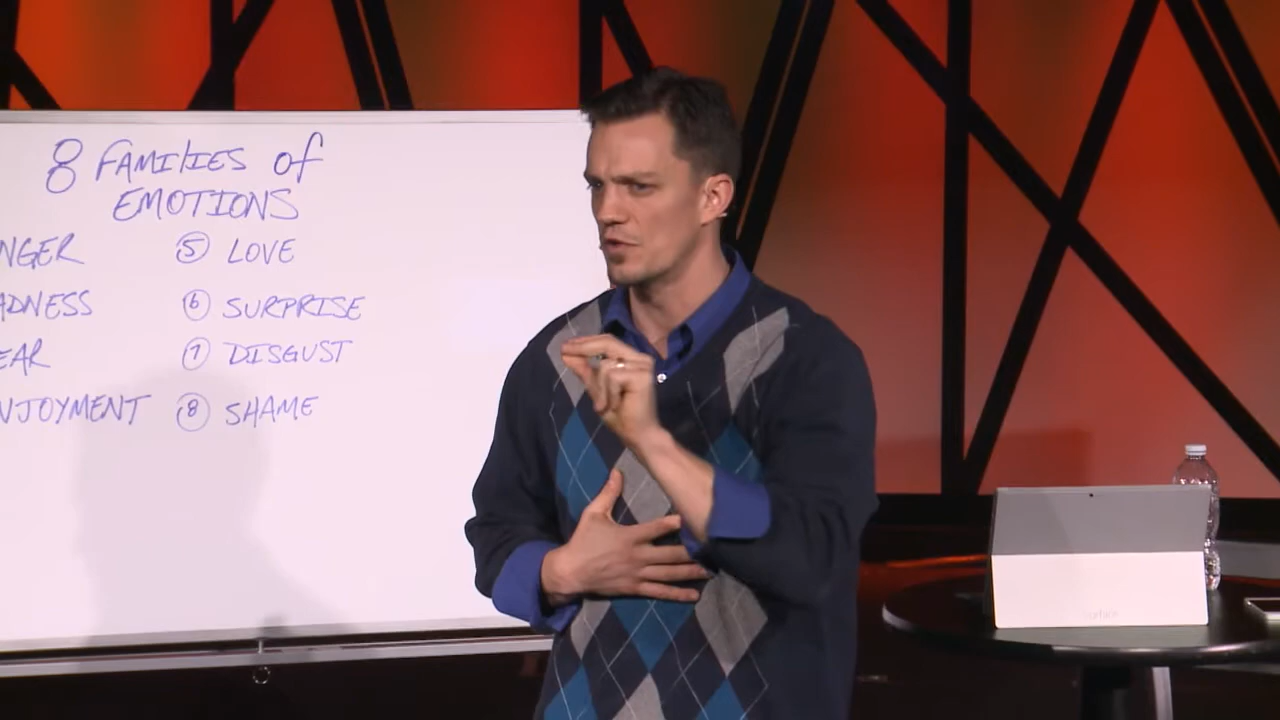 8 FAMILIES of
EMOTIONS
NGER ⑤ LOVE
ADNESS ⑥ SURPRISE
EAR ⑦ DISGUST
NJOYMENT ⑧ SHAME